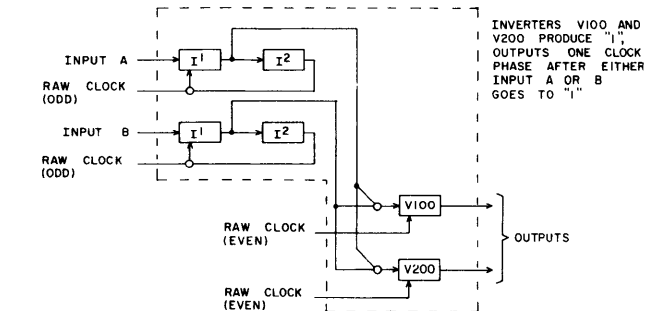 INVERTERS V100 AND
V200 PRODUCE "1",
OUTPUTS ONE CLOCK
PHASE AFTER EITHER
INPUT A OR B
GOES TO "1"
INPUT A
I1
I2
RAW CLOCK
(ODD)
INPUT B
I1
I2
RAW CLOCK
(ODD)
V100
RAW CLOCK
(EVEN)
OUTPUTS
V200
RAW CLOCK
(EVEN)